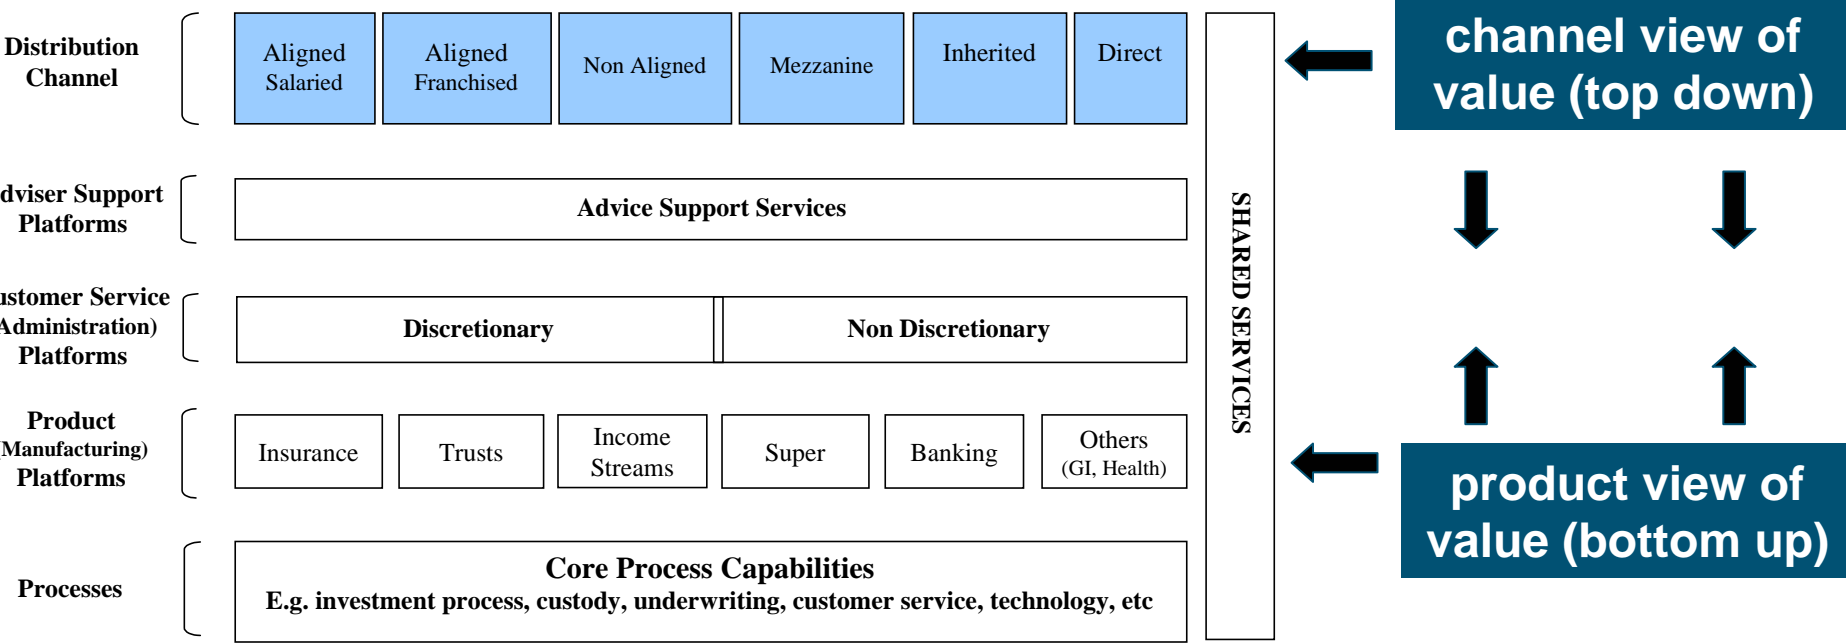 Distribution
Channel
Aligned
Salaried
Aligned
Franchised
Non Aligned
Mezzanine
Inherited
Direct
channel view of
value (top down)
dviser Support
Platforms
Advice Support Services
SHARED SERVICES
ustomer Service
Administration)
Platforms
Discretionary
Non Discretionary
Product
(Manufacturing)
Platforms
Insurance
Trusts
Income
Streams
Super
Banking
Others
(GI, Health)
product view of
value (bottom up)
Processes
Core Process Capabilities
E.g. investment process, custody, underwriting, customer service, technology, etc